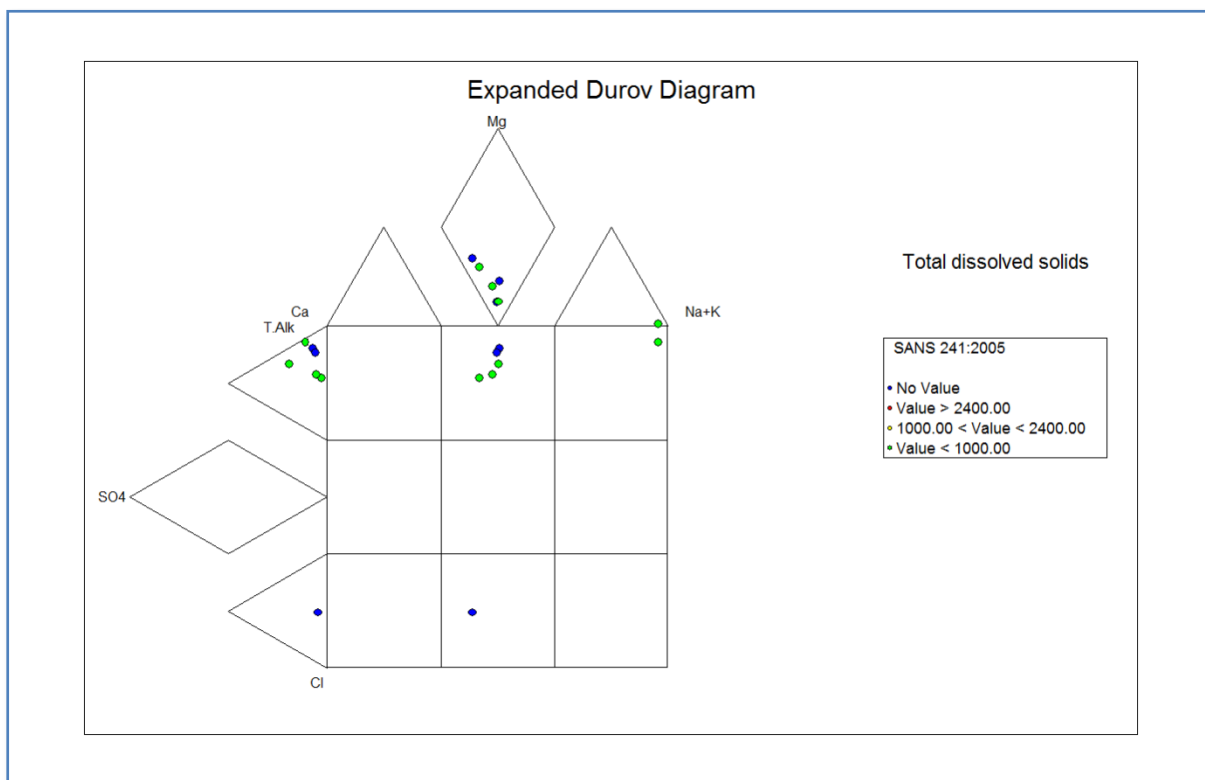 Expanded Durov Diagram
Mg
Total dissolved solids
Ca
Na+K
T.Alk
SANS 241:2005
No Value
Value > 2400.00
1000.00 < Value < 2400.00
Value < 1000.00
SO4
Cl